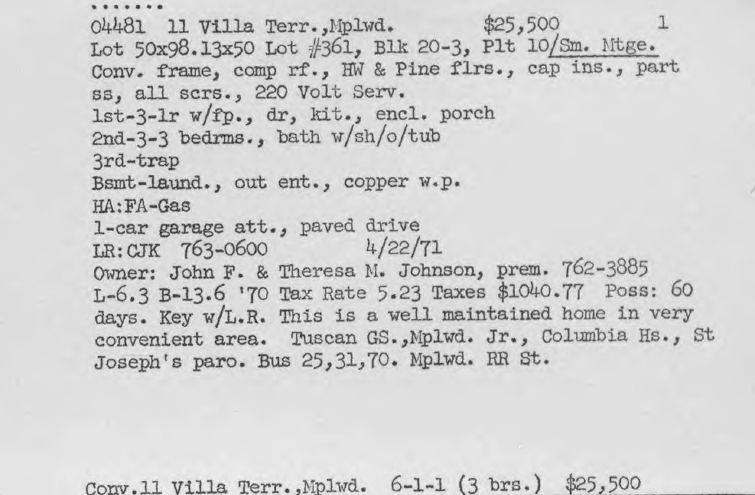 .......
04481 11 Villa Terr.,Mplwd. $25,500 1
Lot 50x98.13x50 Lot #361, Blk 20-3, Plt 10/Sm. Mtge.
Conv. frame, comp rf., HW & Pine flrs., cap ins., part
ss, all scrs., 220 Volt Serv.
1st-3-lr w/fp., dr, kit., encl. porch
2nd-3-3 bedrms., bath w/sh/o/tub
3rd-trap
Bsmt-laund., out ent., copper w.p.
HA:FA-Gas
1-car garage att., paved drive
LR:CJK 763-0600 4/22/71
Owner: John F. & Theresa M. Johnson, prem. 762-3885
L-6.3 B-13.6 '70 Tax Rate 5.23 Taxes $1040.77 Poss: 60
days. Key w/L.R. This is a well maintained home in very
convenient area. Tuscan GS.,Mplwd. Jr., Columbia Hs., St
Joseph's paro. Bus 25,31,70. Mplwd. RR St.
Conv.11 Villa Terr.,Mplwd. 6-1-1 (3 brs.) $25,500